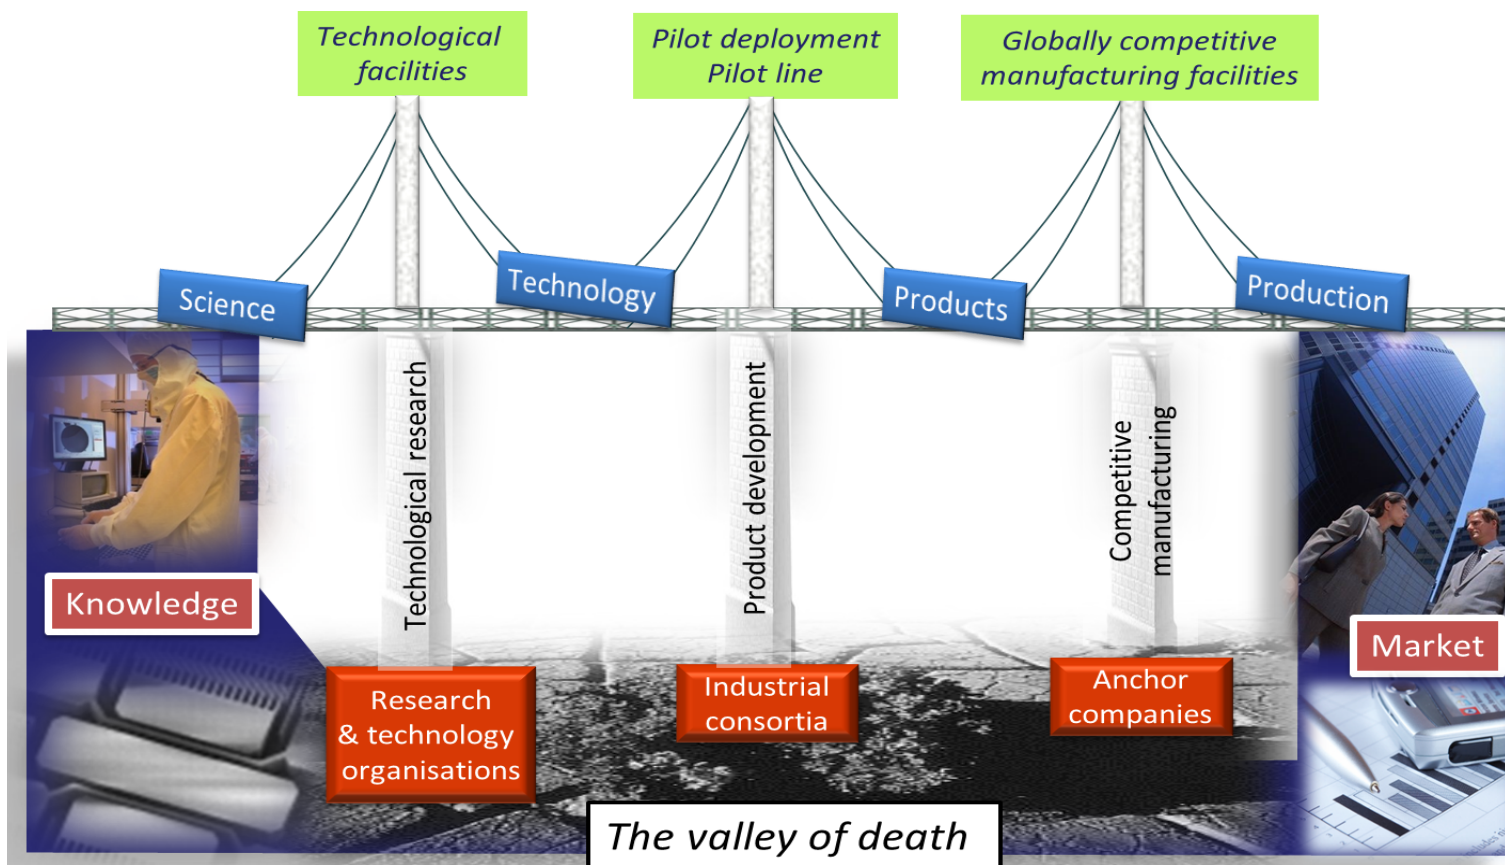 Technological
facilities
Pilot deployment
Pilot line
Globally competitive
manufacturing facilities
Science
Technology
Products
Production
Technological research
Product development
Competitive
manufacturing
Knowledge
Market
Research
& technology
organisations
Industrial
consortia
Anchor
companies
The valley of death